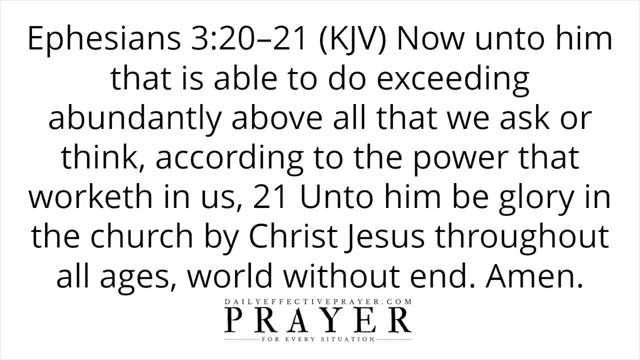 Ephesians 3:20–21 (KJV) Now unto him
that is able to do exceeding
abundantly above all that we ask or
think, according to the power that
worketh in us, 21 Unto him be glory in
the church by Christ Jesus throughout
all ages, world without end. Amen.
DAILYEFFECTIVEPRAYER.COM
PRAYER
FOR EVERY SITUATION